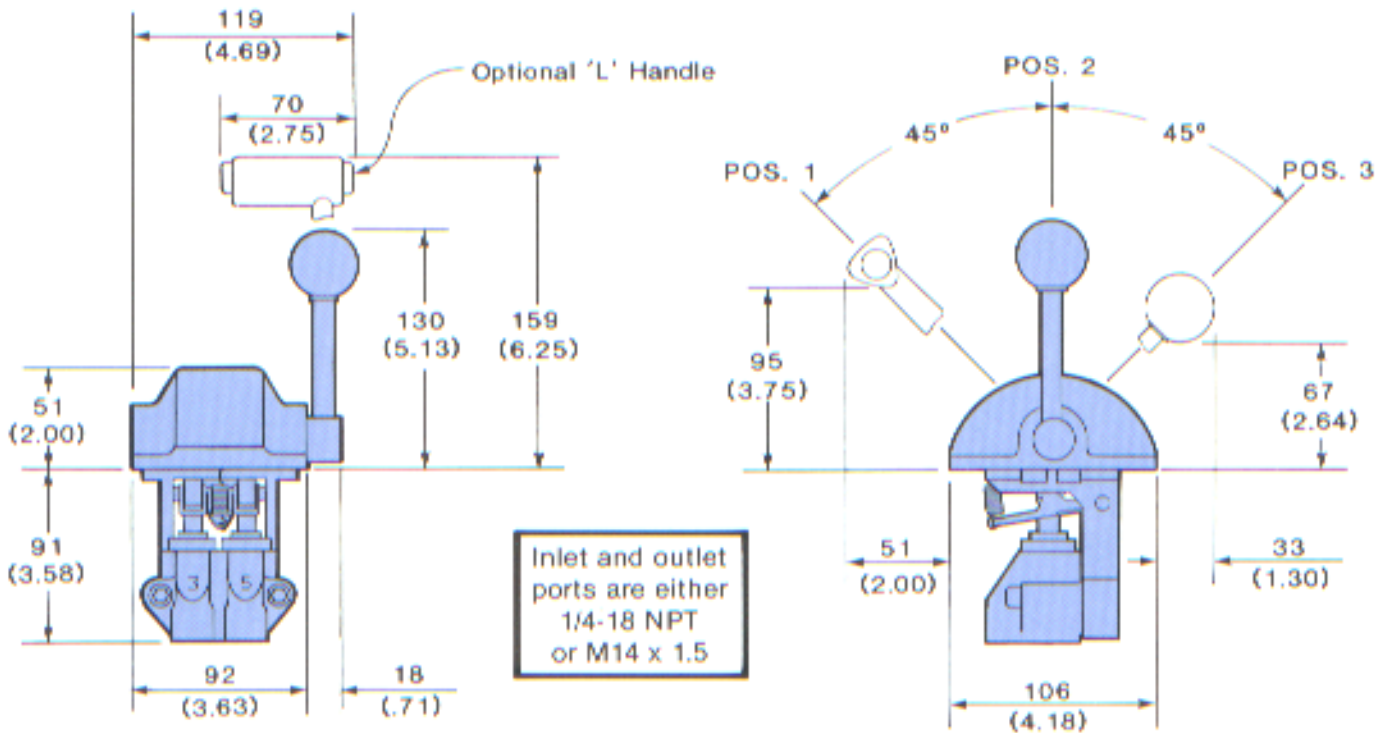 119
(4.69)
Optional 'L' Handle
70
(2.75)
130
(5.13)
159
(6.25)
51
(2.00)
91
(3.58)
3 5
92
(3.63)
18
(.71)
Inlet and outlet
ports are either
1/4-18 NPT
or M14 x 1.5
POS. 2
45º
45º
POS. 1
POS. 3
95
(3.75)
67
(2.64)
51
(2.00)
33
(1.30)
106
(4.18)